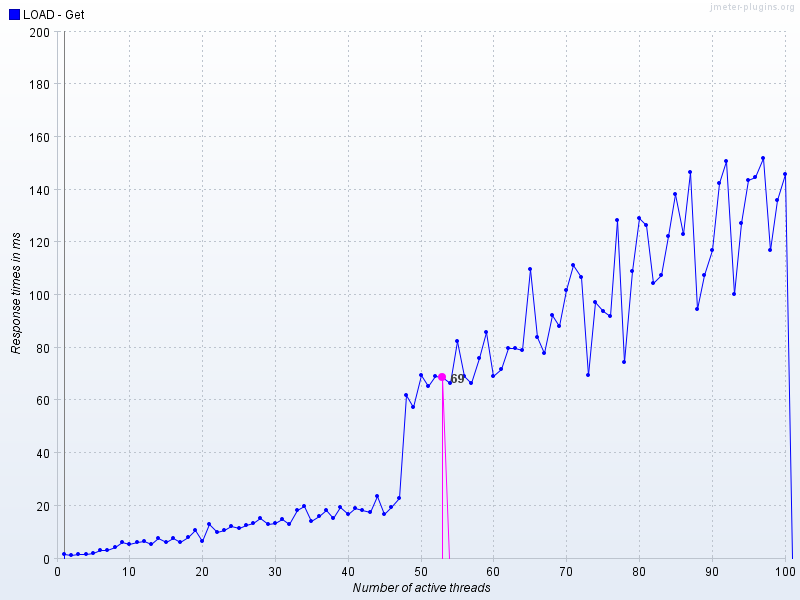 jmeter-plugins.org
LOAD - Get
200
180
160
140
120
100
80
60
40
20
0
Response times in ms
69
0 10 20 30 40 50 60 70 80 90 100
Number of active threads